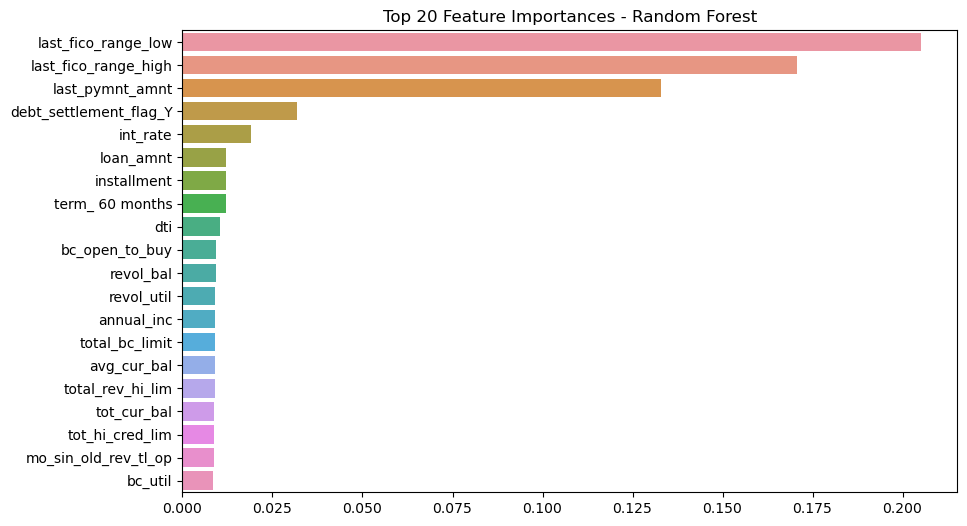 Top 20 Feature Importances - Random Forest
last_fico_range_low
last_fico_range_high
last_pymnt_amnt
debt_settlement_flag_Y
int_rate
loan_amnt
installment
term_ 60 months
dti
bc_open_to_buy
revol_bal
revol_util
annual_inc
total_bc_limit
avg_cur_bal
total_rev_hi_lim
tot_cur_bal
tot_hi_cred_lim
mo_sin_old_rev_tl_op
bc_util
0.000 0.025 0.050 0.075 0.100 0.125 0.150 0.175 0.200